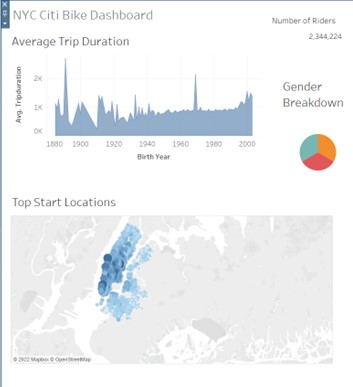 NYC Citi Bike Dashboard
Number of Riders
2,344,224
Average Trip Duration
Avg. Tripduration
2K
1K
0K
1880 1900 1920 1940 1960 1980 2000
Birth Year
Gender
Breakdown
Top Start Locations
© 2022 Mapbox © OpenStreetMap